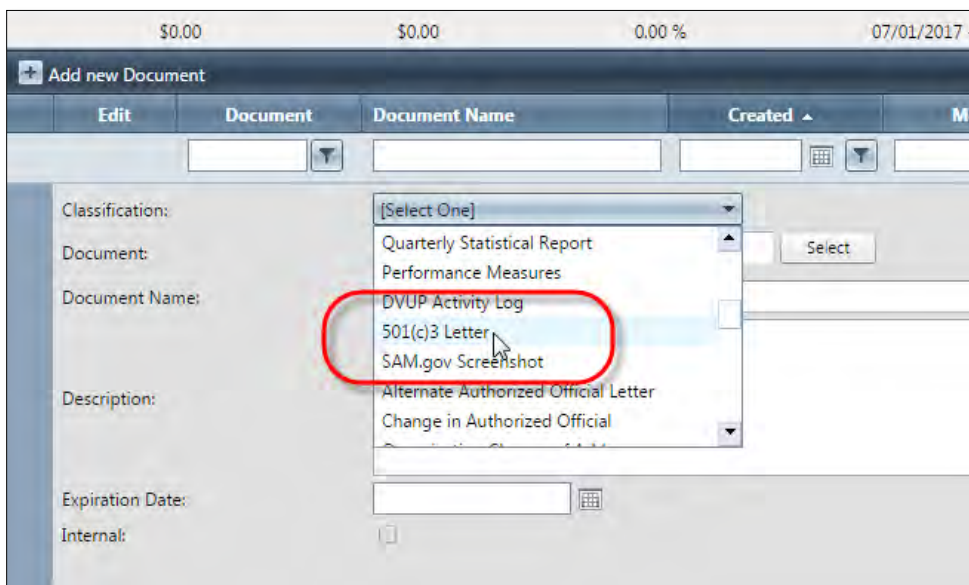 $0.00 $0.00 0.00 % 07/01/2017
Add new Document
Edit Document Document Name Created
Classification: [Select One]
Quarterly Statistical Report
Document: Select
Performance Measures
Document Name: DVUP Activity Log
501(c)3 Letter
SAM.gov Screenshot
Description: Alternate Authorized Official Letter
Change in Authorized Official
Expiration Date:
Internal: